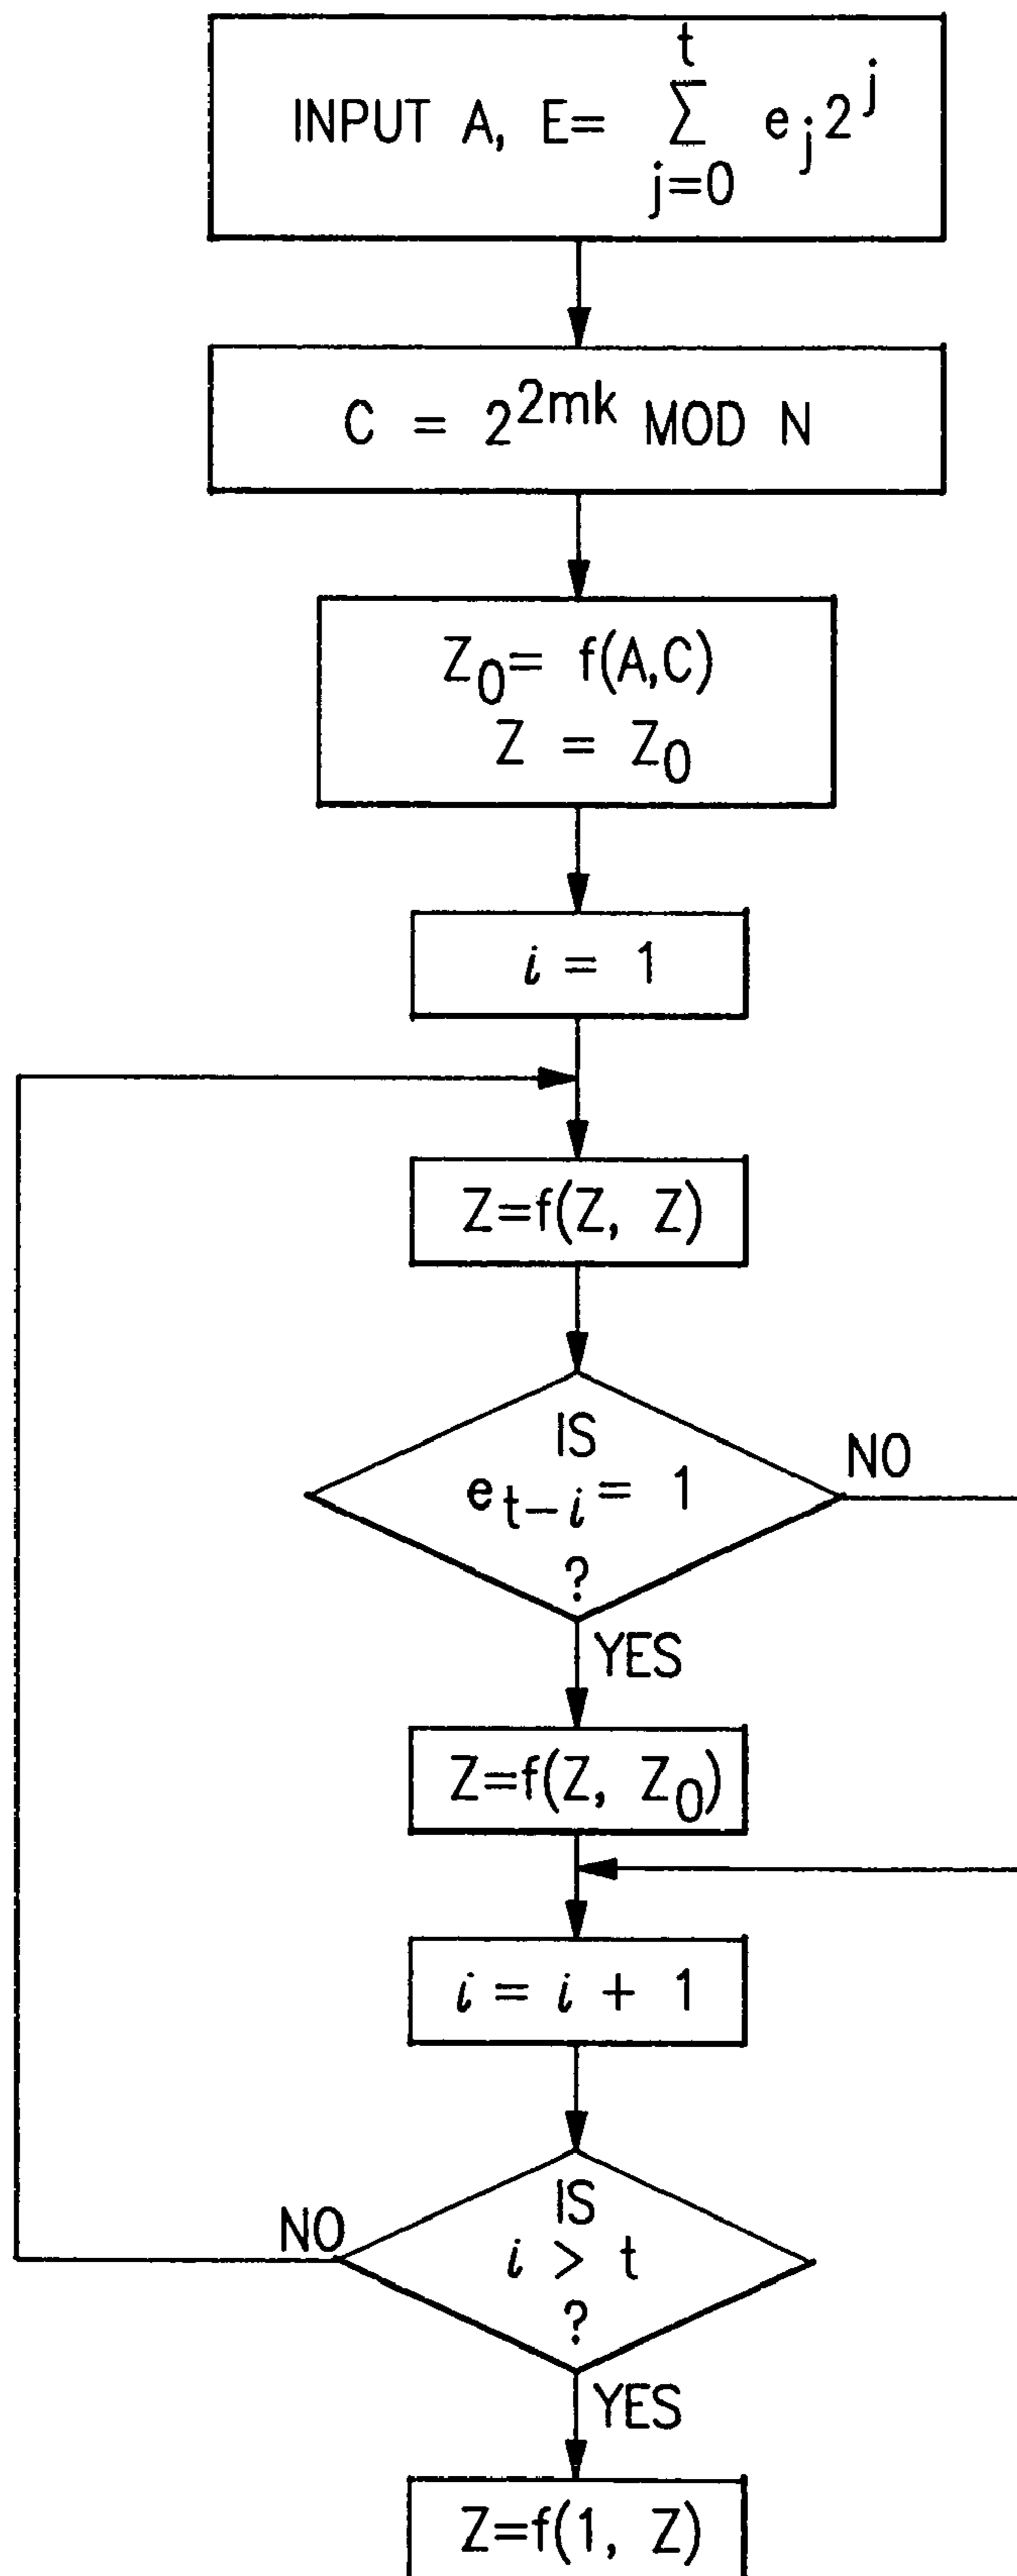 INPUT A, E= t ∑ j=0 e_j 2^j
C = 2^2mk MOD N
Z_0= f(A,C)
Z = Z_0
i = 1
Z=f(Z, Z)
IS
e_t-i= 1
?
NO
YES
Z=f(Z, Z_0)
i = i + 1
IS
i > t
?
NO
YES
Z=f(1, Z)